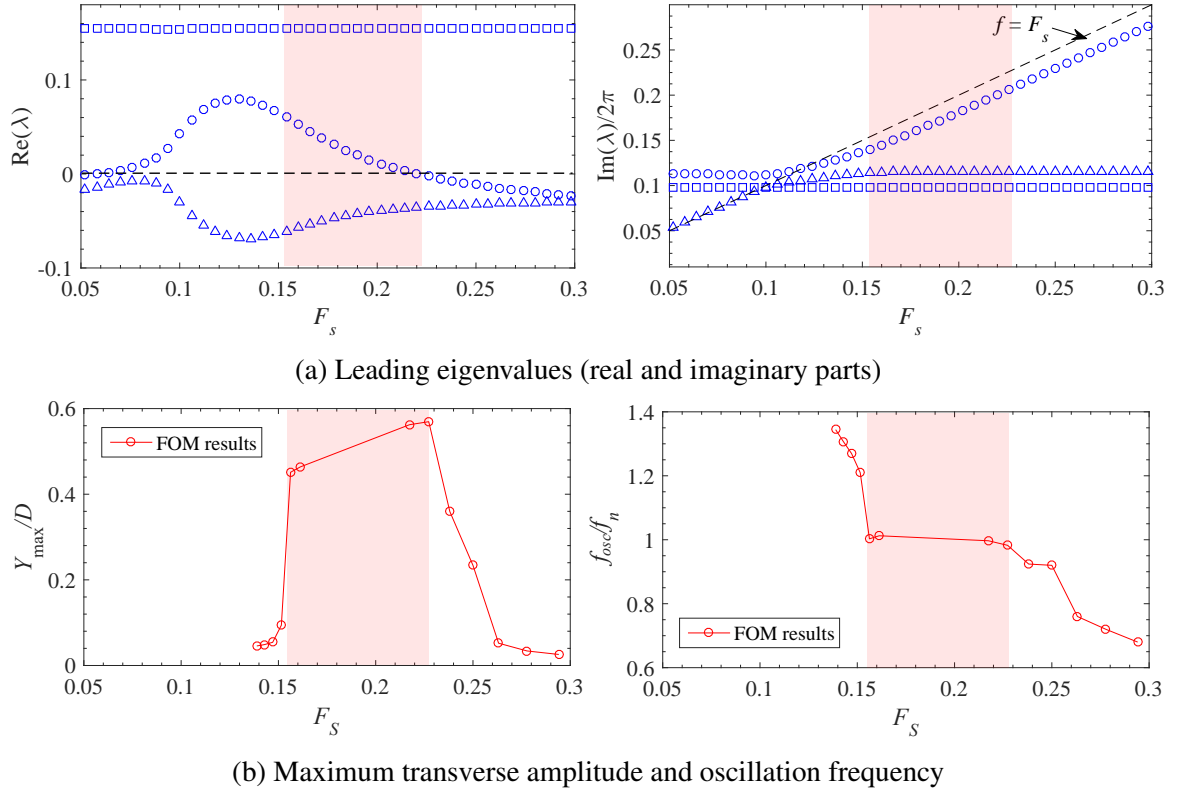 0.1
0
-0.1
Re(λ)
0.05 0.1 0.15 0.2 0.25 0.3
F_s
0.25
0.20
0.15
0.1
0.05
Im(λ)/2π
f = F_s
0.05 0.1 0.15 0.2 0.25 0.3
F_s
(a) Leading eigenvalues (real and imaginary parts)
0.6
0.4
0.2
0
Y_max/D
FOM results
0.05 0.1 0.15 0.2 0.25 0.3
F_S
1.4
1.2
1
0.8
0.6
f_osc/f_n
FOM results
0.05 0.1 0.15 0.2 0.25 0.3
F_S
(b) Maximum transverse amplitude and oscillation frequency